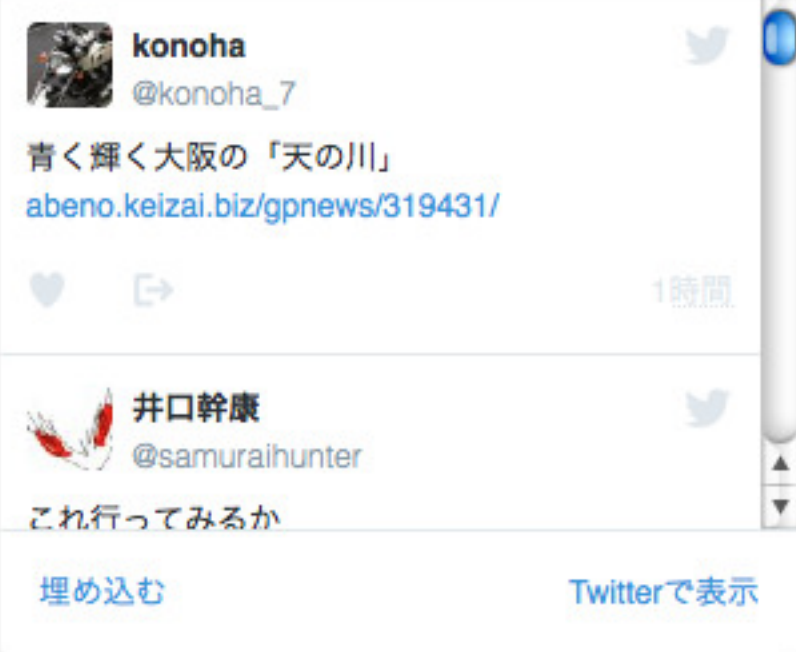 konoha
@konoha_7
青く輝く大阪の「天の川」
abeno.keizai.biz/gpnews/319431/
1時間
井口幹康
@samuraihunter
これ行ってみるか
埋め込む
Twitterで表示